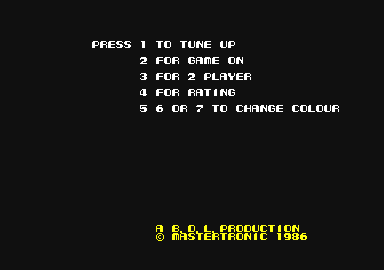 PRESS 1 TO TUNE UP
2 FOR GAME ON
3 FOR 2 PLAYER
4 FOR RATING
5 6 OR 7 TO CHANGE COLOUR
A B.O.L.PRODUCTION
© MASTERTRONIC 1986